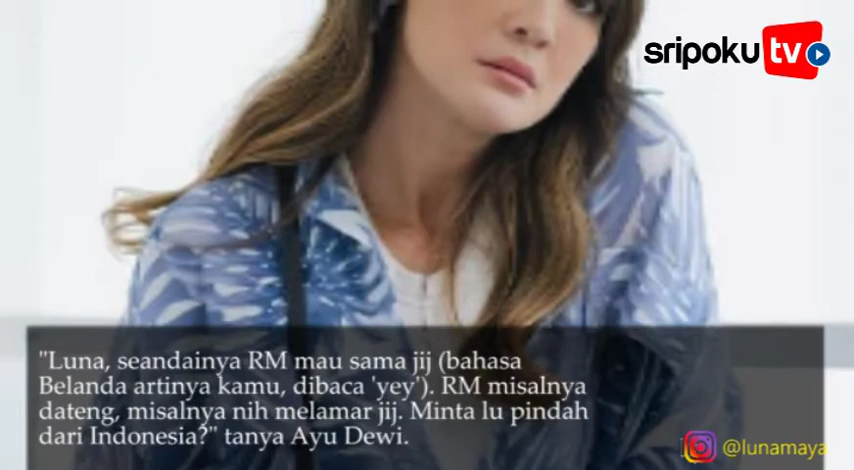 sripoku tv
"Luna, seandainya RM mau sama jij (bahasa
Belanda artinya kamu, dibaca 'yey'). RM misalnya
dateng, misalnya nih melamar jij. Minta lu pindah
dari Indonesia?" tanya Ayu Dewi.
@lunamaya